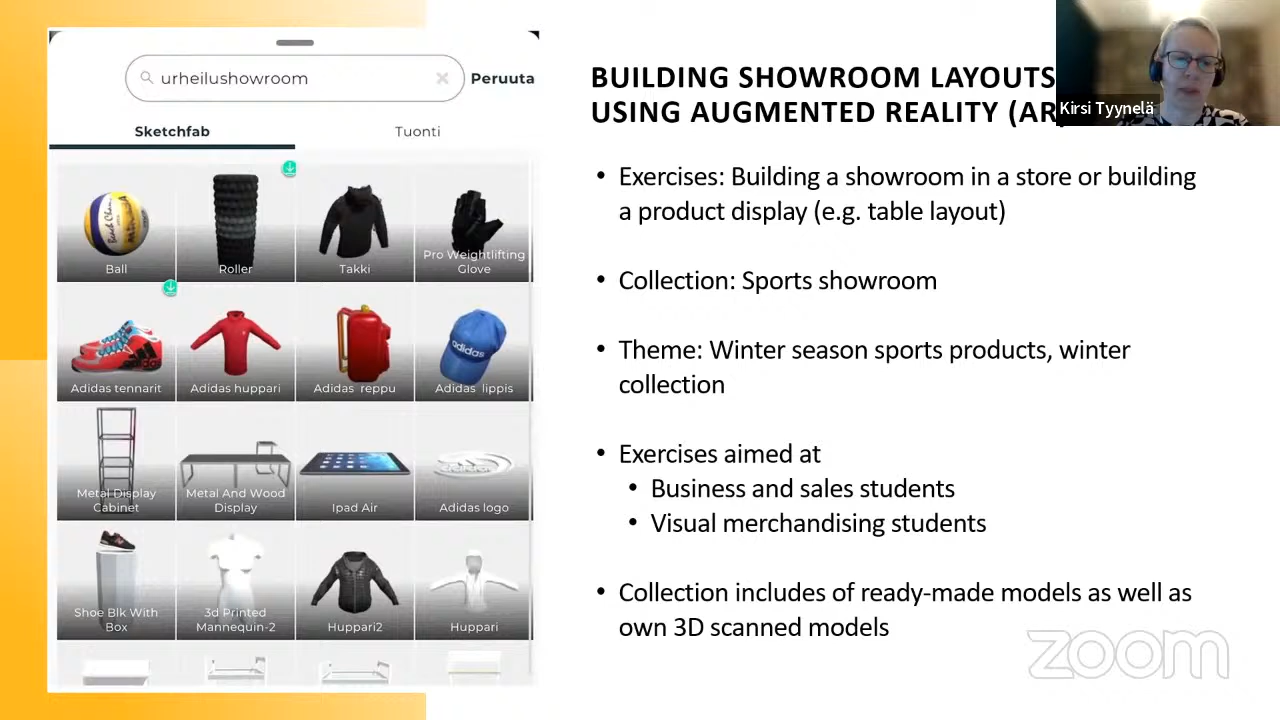 urheilushowroom
Peruuta
Sketchfab
Tuonti
Ball
Roller
Takki
Pro Weightlifting
Glove
Adidas tennarit
Adidas huppari
Adidas reppu
Adidas lippis
adidas
Metal Display
Cabinet
Metal And Wood
Display
Ipad Air
Adidas logo
Shoe Blk With
Box
3d Printed
Mannequin-2
Huppari2
Huppari
BUILDING SHOWROOM LAYOUTS
USING AUGMENTED REALITY (AR)
Kirsi Tyynelä
• Exercises: Building a showroom in a store or building
a product display (e.g. table layout)
• Collection: Sports showroom
• Theme: Winter season sports products, winter
collection
• Exercises aimed at
• Business and sales students
• Visual merchandising students
• Collection includes of ready-made models as well as
own 3D scanned models
zoom